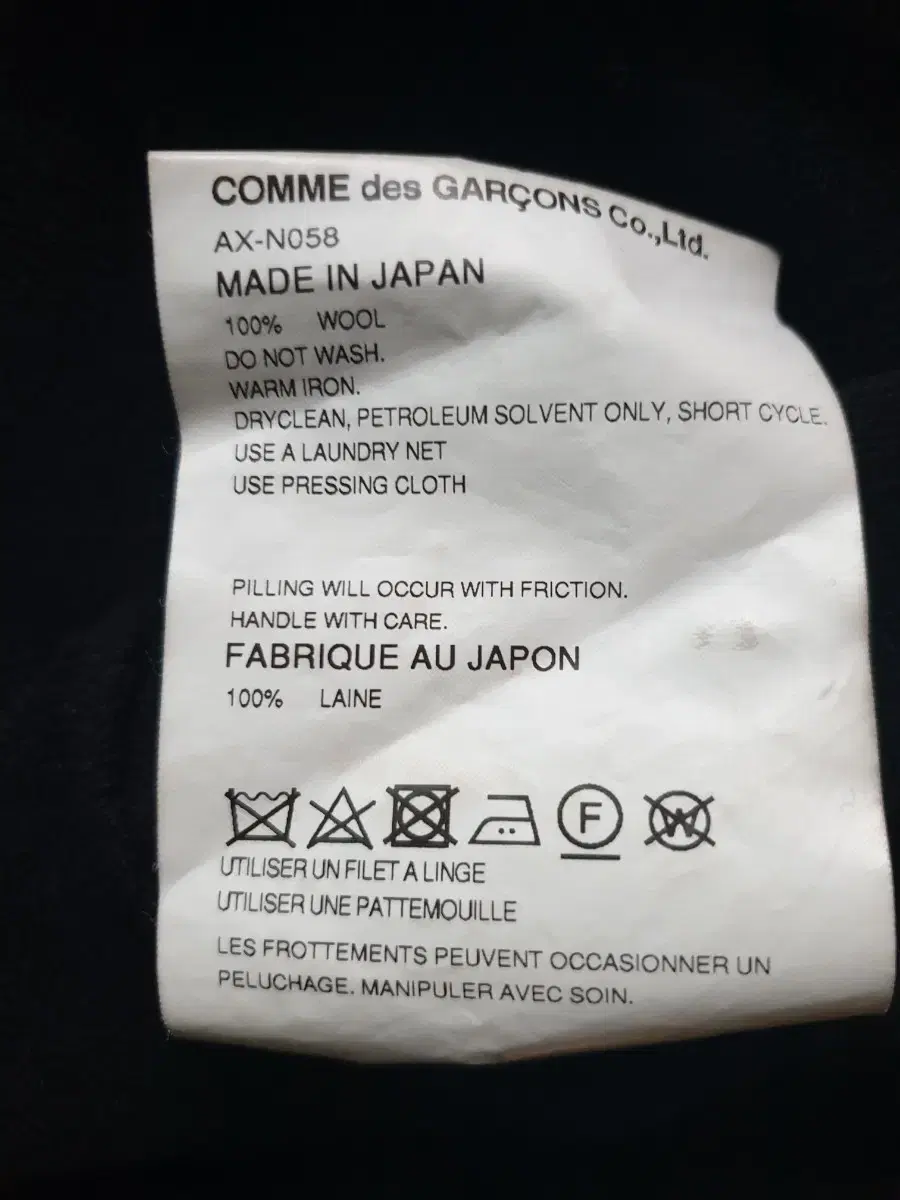 COMME des GARÇONS Co.,Ltd.
AX-N058
MADE IN JAPAN
100% WOOL
DO NOT WASH.
WARM IRON.
DRYCLEAN, PETROLEUM SOLVENT ONLY, SHORT CYCLE.
USE A LAUNDRY NET
USE PRESSING CLOTH
PILLING WILL OCCUR WITH FRICTION.
HANDLE WITH CARE.
FABRIQUE AU JAPON
100% LAINE
F W
UTILISER UN FILET A LINGE
UTILISER UNE PATTEMOUILLE
LES FROTTEMENTS PEUVENT OCCASIONNER UN
PELUCHAGE. MANIPULER AVEC SOIN.